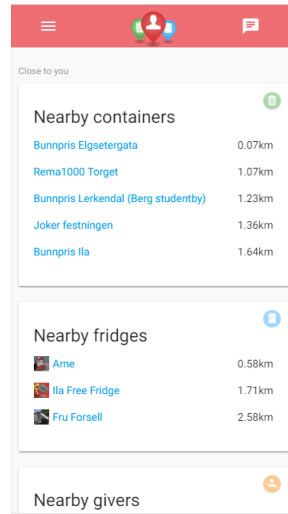 Close to you
Nearby containers
Bunnpris Elgsetergata 0.07km
Rema1000 Torget 1.07km
Bunnpris Lerkendal (Berg studentby) 1.23km
Joker festningen 1.36km
Bunnpris Ila 1.64km
Nearby fridges
Arne 0.58km
Ila Free Fridge 1.71km
Fru Forsell 2.58km
Nearby givers